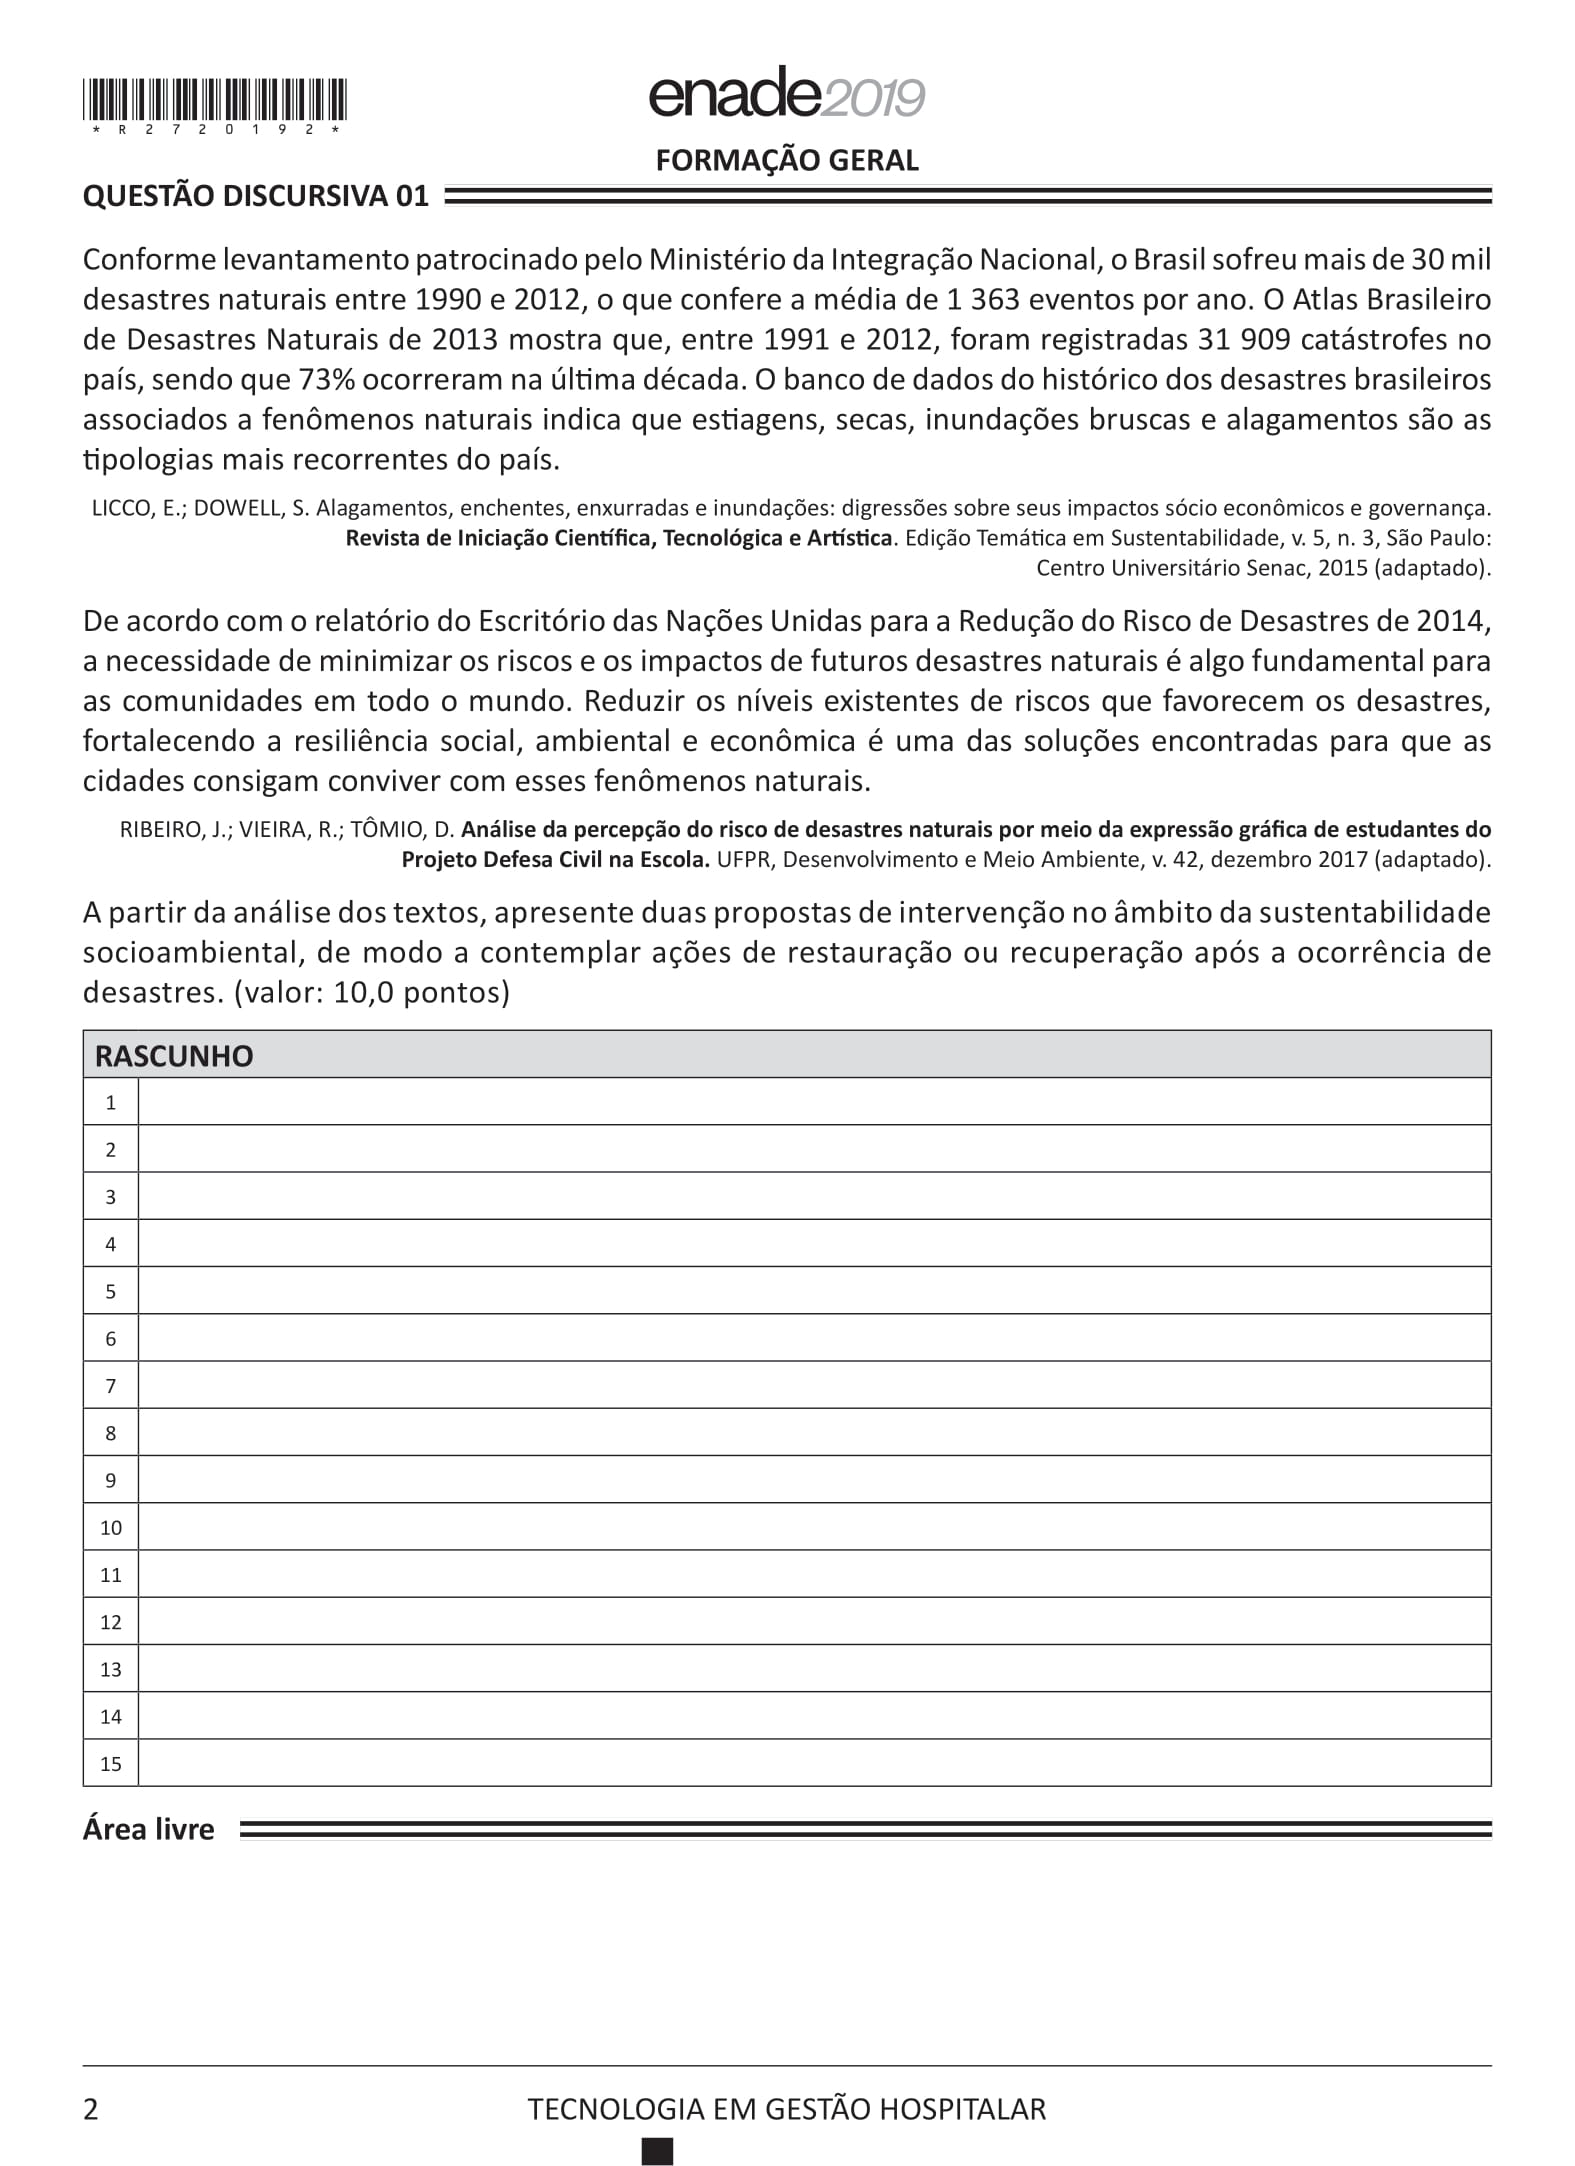 *R2720192*
enade2019
FORMAÇÃO GERAL
QUESTÃO DISCURSIVA 01
Conforme levantamento patrocinado pelo Ministério da Integração Nacional, o Brasil sofreu mais de 30 mil
desastres naturais entre 1990 e 2012, o que confere a média de 1 363 eventos por ano. O Atlas Brasileiro
de Desastres Naturais de 2013 mostra que, entre 1991 e 2012, foram registradas 31 909 catástrofes no
país, sendo que 73% ocorreram na última década. O banco de dados do histórico dos desastres brasileiros
associados a fenômenos naturais indica que estiagens, secas, inundações bruscas e alagamentos são as
tipologias mais recorrentes do país.
LICCO, E.; DOWELL, S. Alagamentos, enchentes, enxurradas e inundações: digressões sobre seus impactos sócio econômicos e governança.
Revista de Iniciação Científica, Tecnológica e Artística. Edição Temática em Sustentabilidade, v. 5, n. 3, São Paulo:
Centro Universitário Senac, 2015 (adaptado).
De acordo com o relatório do Escritório das Nações Unidas para a Redução do Risco de Desastres de 2014,
a necessidade de minimizar os riscos e os impactos de futuros desastres naturais é algo fundamental para
as comunidades em todo o mundo. Reduzir os níveis existentes de riscos que favorecem os desastres,
fortalecendo a resiliência social, ambiental e econômica é uma das soluções encontradas para que as
cidades consigam conviver com esses fenômenos naturais.
RIBEIRO, J.; VIEIRA, R.; TÔMIO, D. Análise da percepção do risco de desastres naturais por meio da expressão gráfica de estudantes do
Projeto Defesa Civil na Escola. UFPR, Desenvolvimento e Meio Ambiente, v. 42, dezembro 2017 (adaptado).
A partir da análise dos textos, apresente duas propostas de intervenção no âmbito da sustentabilidade
socioambiental, de modo a contemplar ações de restauração ou recuperação após a ocorrência de
desastres. (valor: 10,0 pontos)
RASCUNHO
1
2
3
4
5
6
7
8
9
10
11
12
13
14
15
Área livre
2
TECNOLOGIA EM GESTÃO HOSPITALAR